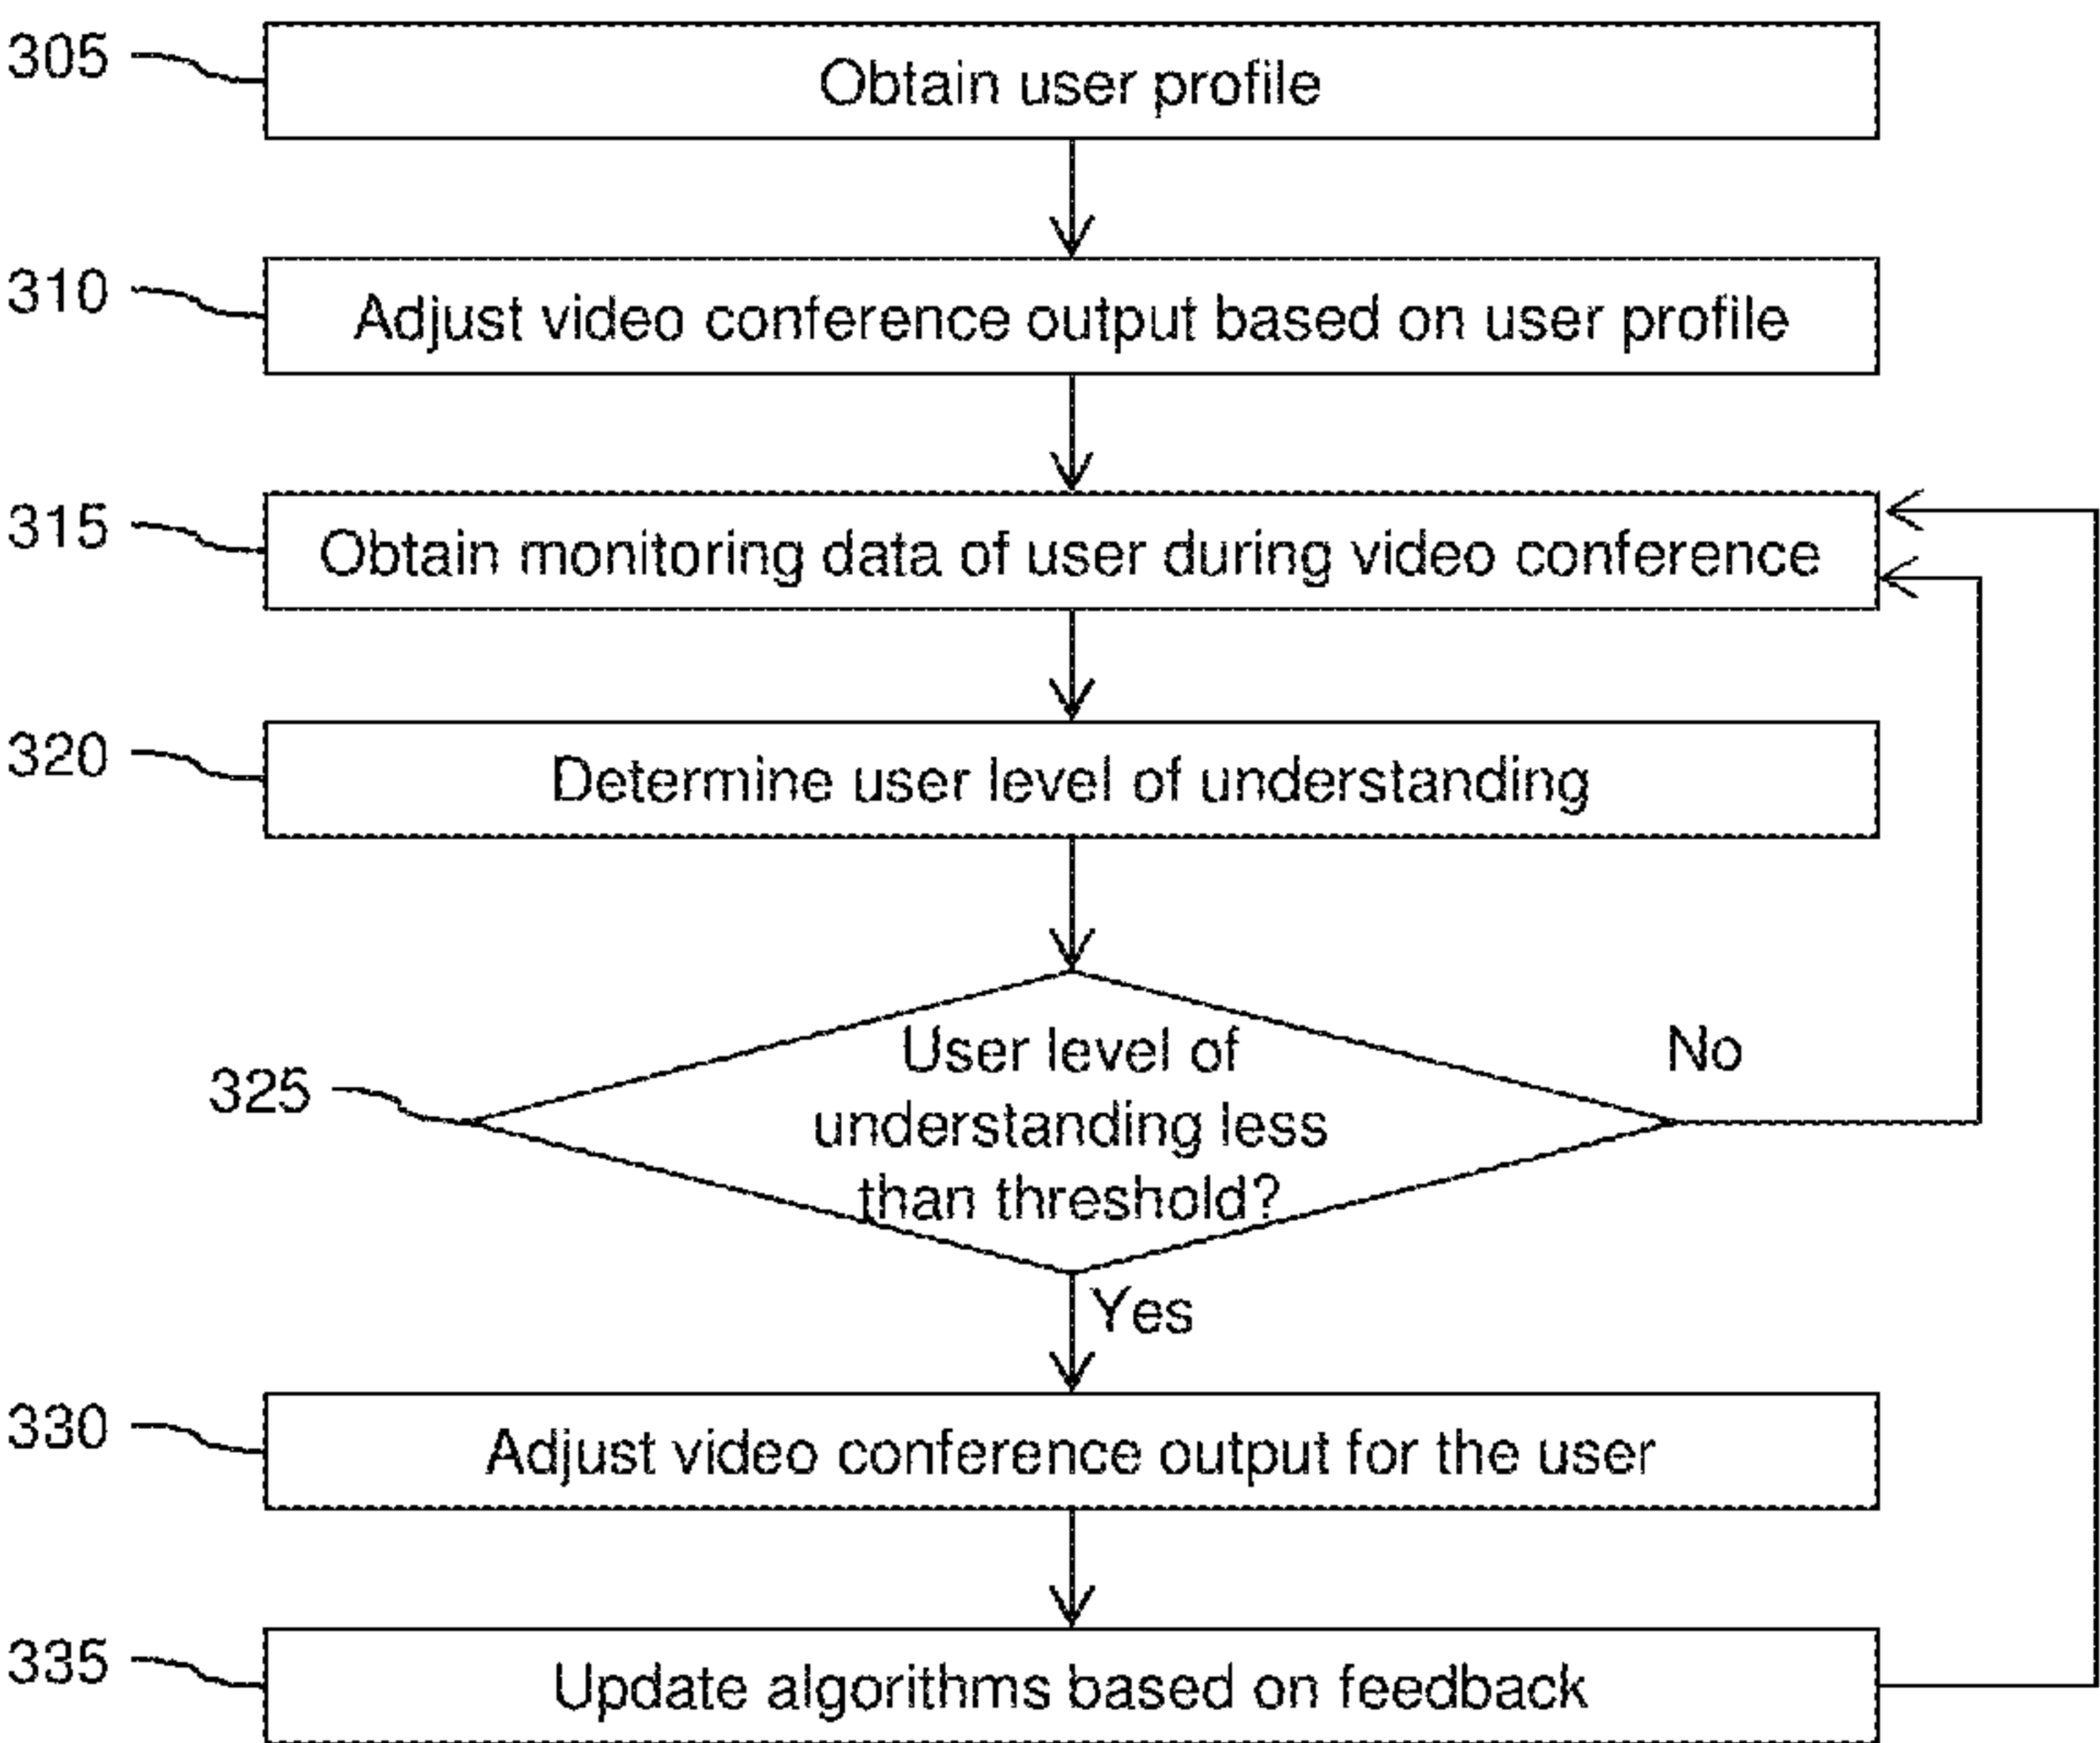 305
Obtain user profile
310
Adjust video conference output based on user profile
315
Obtain monitoring data of user during video conference
320
Determine user level of understanding
325
User level of
understanding less
than threshold?
No
Yes
330
Adjust video conference output for the user
335
Update algorithms based on feedback